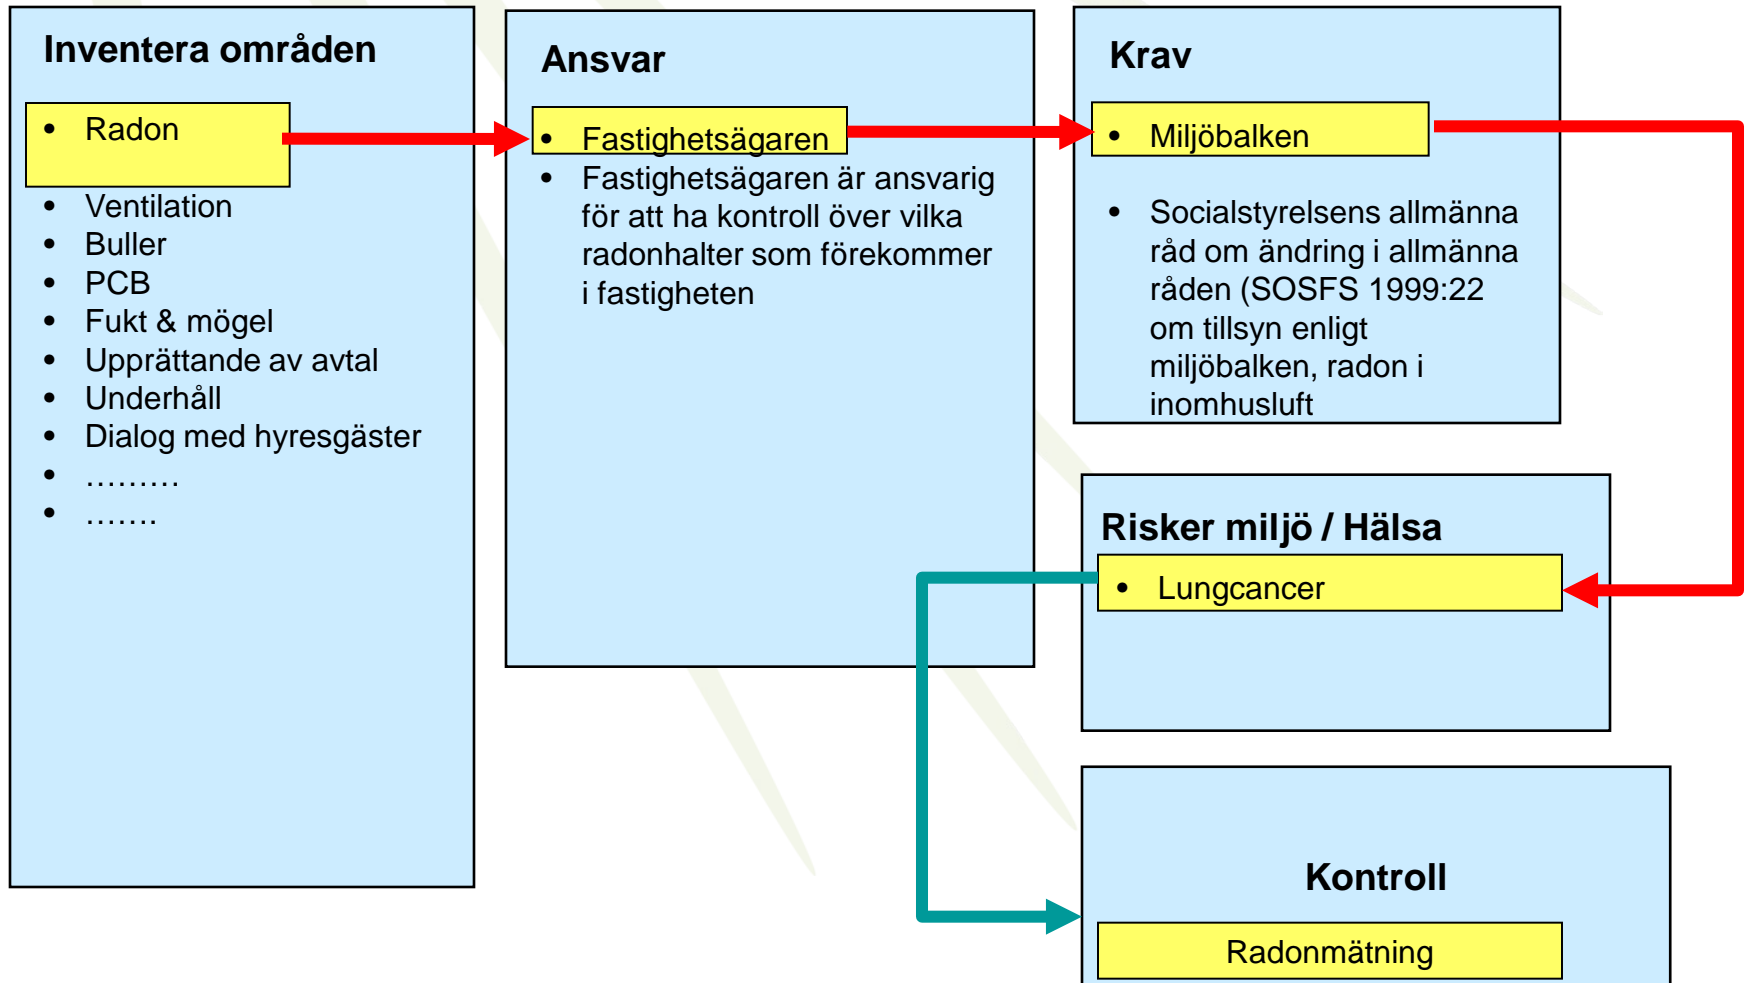 Inventera områden
• Radon
• Ventilation
• Buller
• PCB
• Fukt & mögel
• Upprättande av avtal
• Underhåll
• Dialog med hyresgäster
• ………
• …….
Ansvar
• Fastighetsägaren
• Fastighetsägaren är ansvarig
för att ha kontroll över vilka
radonhalter som förekommer
i fastigheten
Krav
• Miljöbalken
• Socialstyrelsens allmänna
råd om ändring i allmänna
råden (SOSFS 1999:22
om tillsyn enligt
miljöbalken, radon i
inomhusluft
Risker miljö / Hälsa
• Lungcancer
Kontroll
Radonmätning